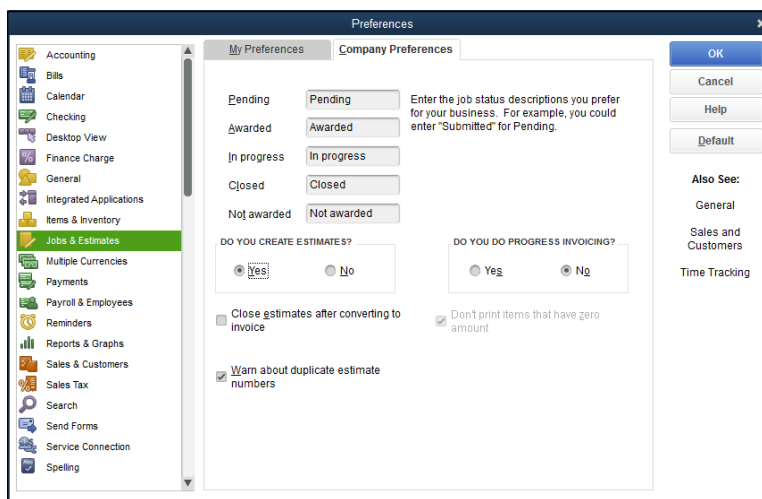 Preferences
Accounting
Bills
Calendar
Checking
Desktop View
Finance Charge
General
Integrated Applications
Items & Inventory
Jobs & Estimates
Multiple Currencies
Payments
Payroll & Employees
Reminders
Reports & Graphs
Sales & Customers
Sales Tax
Search
Send Forms
Service Connection
Spelling
My Preferences
Company Preferences
Pending Pending
Awarded Awarded
In progress In progress
Closed Closed
Not awarded Not awarded
Enter the job status descriptions you prefer
for your business. For example, you could
enter "Submitted" for Pending.
DO YOU CREATE ESTIMATES?
Yes No
DO YOU DO PROGRESS INVOICING?
Yes No
Close estimates after converting to
invoice
Don't print items that have zero
amount
Warn about duplicate estimate
numbers
OK
Cancel
Help
Default
Also See:
General
Sales and
Customers
Time Tracking